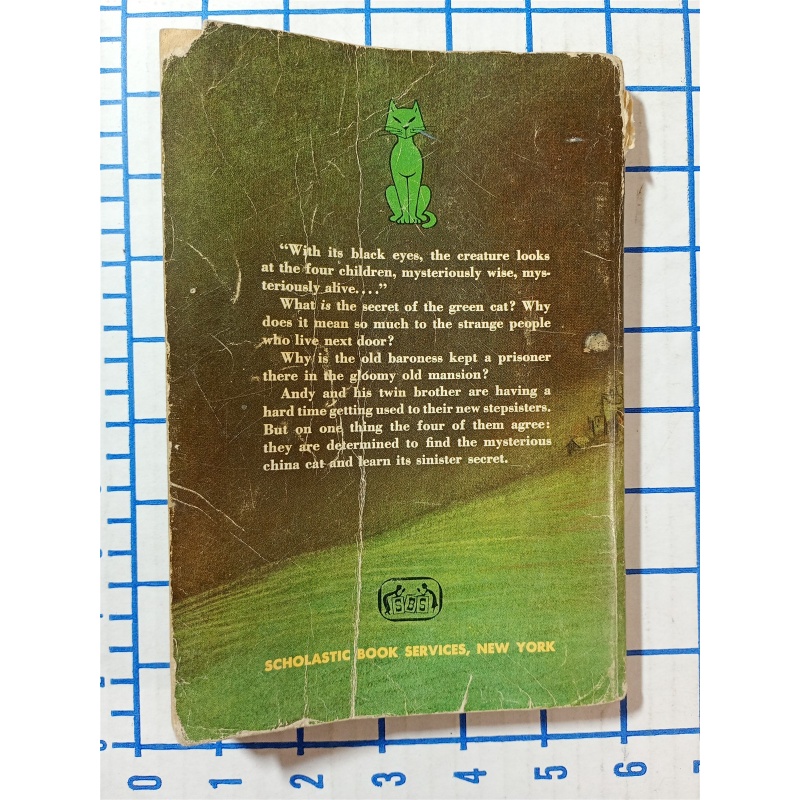 “With its black eyes, the creature looks
at the four children, mysteriously wise, mys-
teriously alive....”
What is the secret of the green cat? Why
does it mean so much to the strange people
who live next door?
Why is the old baroness kept a prisoner
there in the gloomy old mansion?
Andy and his twin brother are having a
hard time getting used to their new stepsisters.
But on one thing the four of them agree:
they are determined to find the mysterious
china cat and learn its sinister secret.
SBS
SCHOLASTIC BOOK SERVICES, NEW YORK
0 1 2 3 4 5 6 7